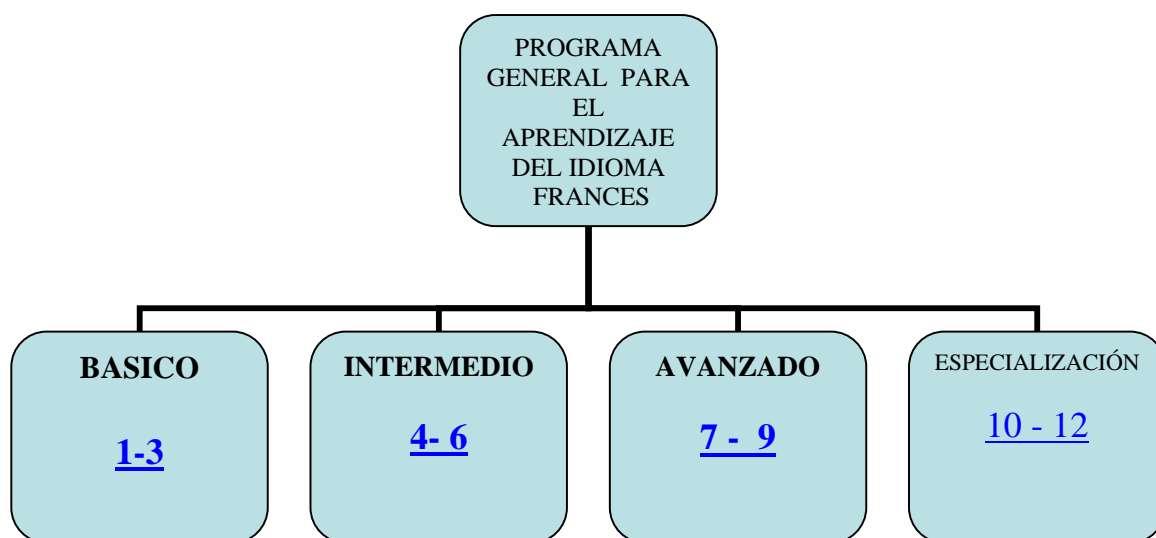 PROGRAMA
GENERAL PARA
EL
APRENDIZAJE
DEL IDIOMA
FRANCES
BASICO
1-3
INTERMEDIO
4- 6
AVANZADO
7 - 9
ESPECIALIZACIÓN
10 - 12